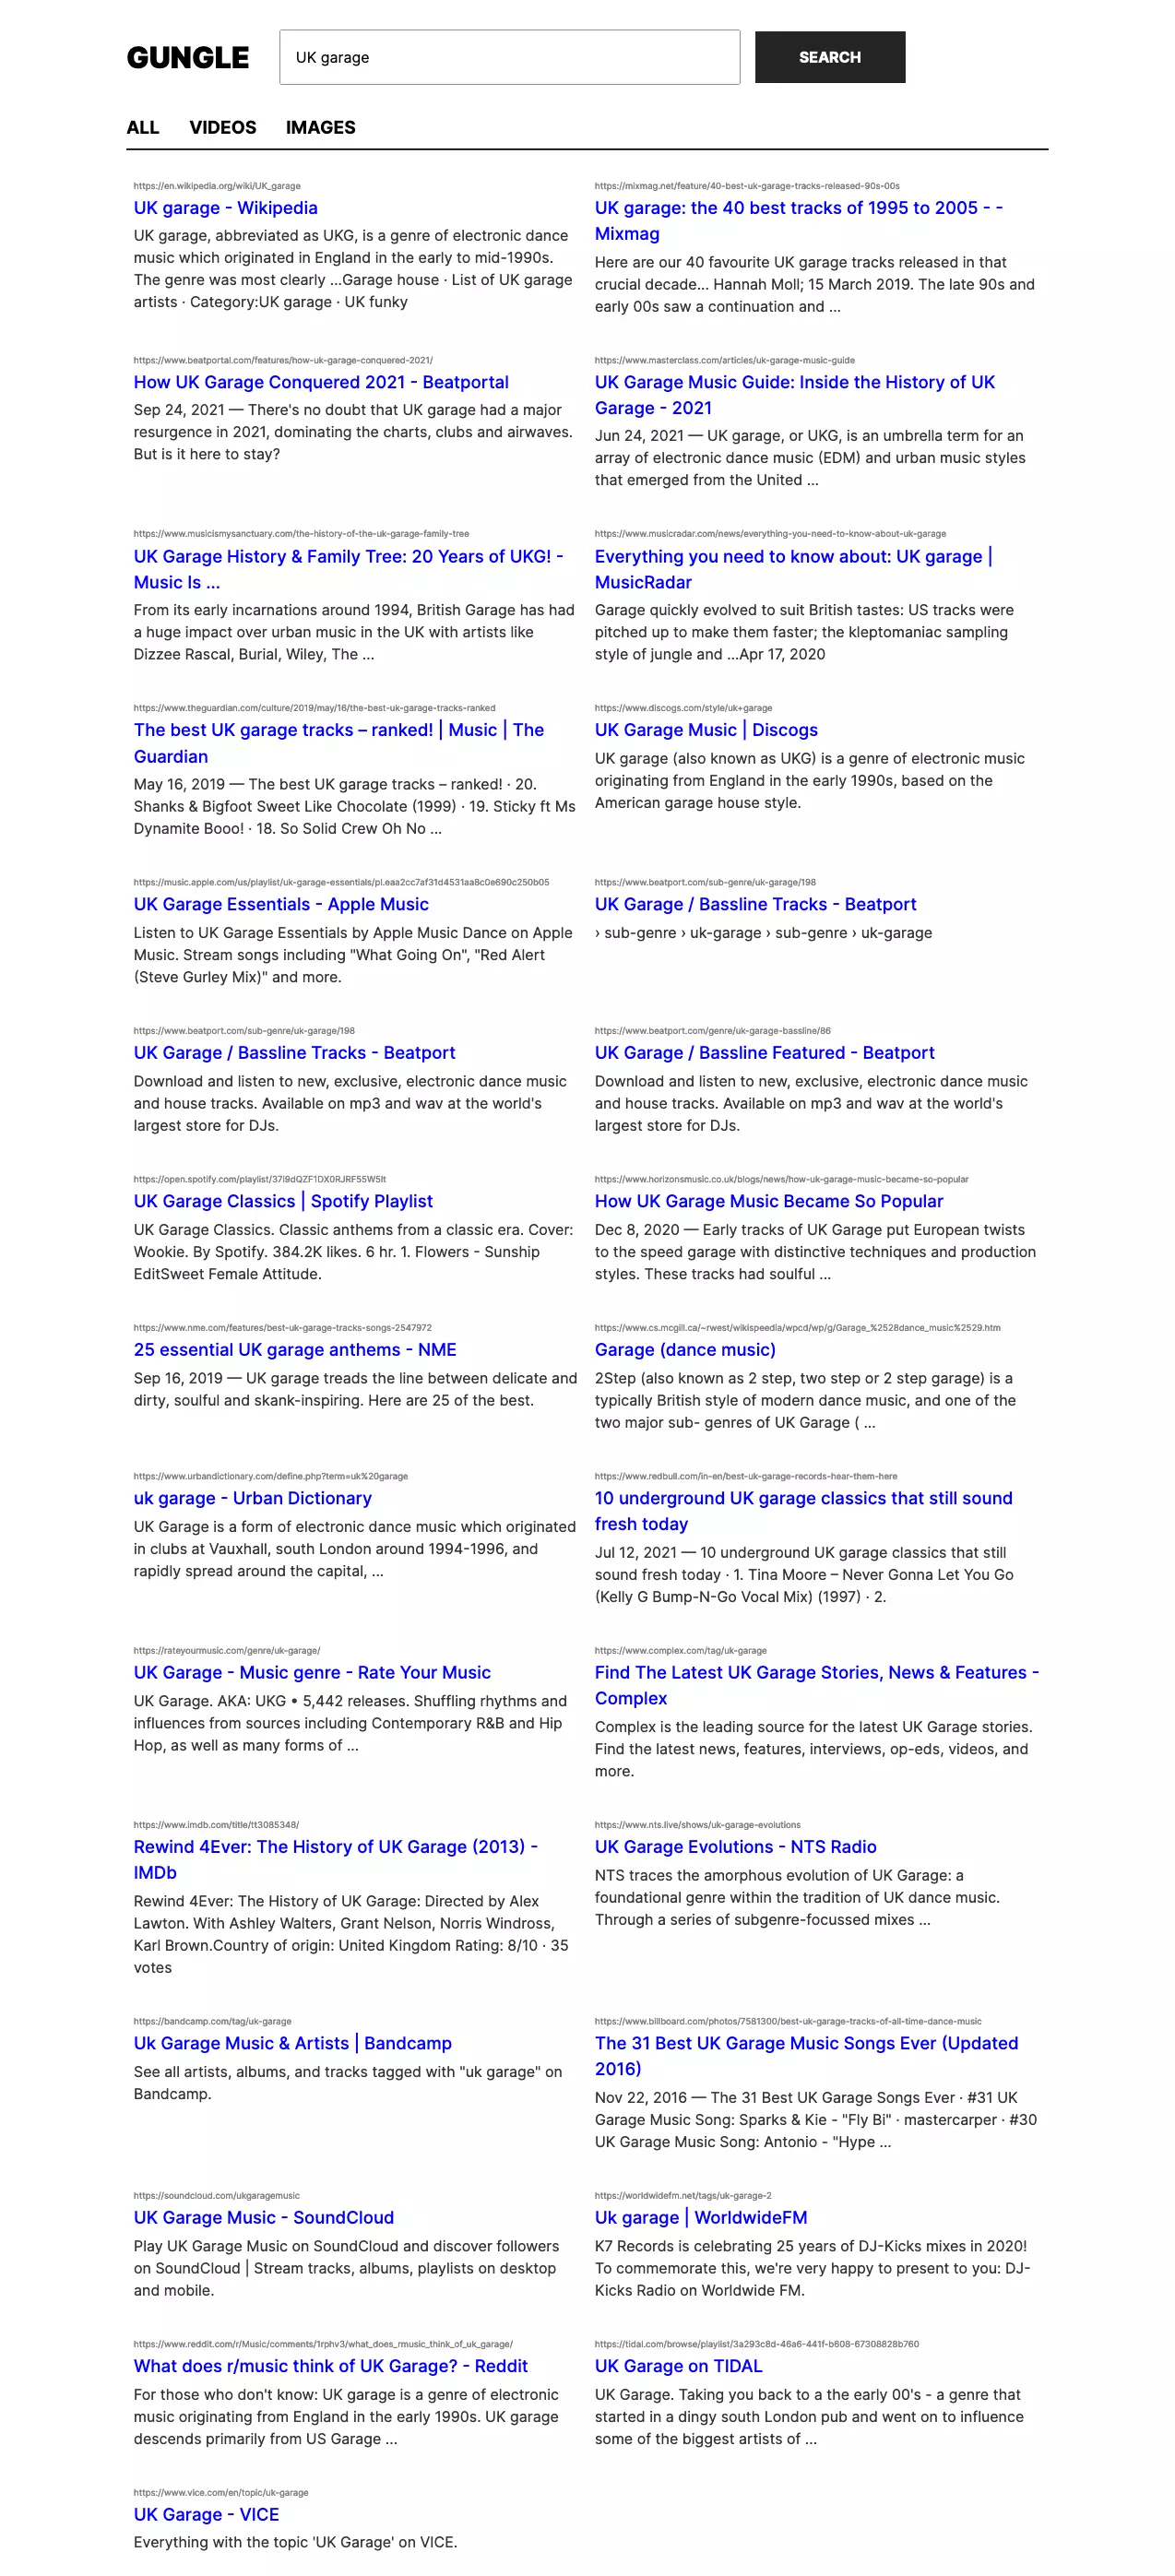 GUNGLE
UK garage
SEARCH
ALL VIDEOS IMAGES
https://en.wikipedia.org/wiki/UK_garage
UK garage - Wikipedia
UK garage, abbreviated as UKG, is a genre of electronic dance
music which originated in England in the early to mid-1990s.
The genre was most clearly ...Garage house · List of UK garage
artists · Category:UK garage · UK funky
https://mixmag.net/feature/40-best-uk-garage-tracks-released-90s-00s
UK garage: the 40 best tracks of 1995 to 2005 - -
Mixmag
Here are our 40 favourite UK garage tracks released in that
crucial decade... Hannah Moll; 15 March 2019. The late 90s and
early 00s saw a continuation and ...
https://www.beatportal.com/features/how-uk-garage-conquered-2021/
How UK Garage Conquered 2021 - Beatportal
Sep 24, 2021 — There's no doubt that UK garage had a major
resurgence in 2021, dominating the charts, clubs and airwaves.
But is it here to stay?
https://www.masterclass.com/articles/uk-garage-music-guide
UK Garage Music Guide: Inside the History of UK
Garage - 2021
Jun 24, 2021 — UK garage, or UKG, is an umbrella term for an
array of electronic dance music (EDM) and urban music styles
that emerged from the United ...
https://www.musicismysanctuary.com/the-history-of-the-uk-garage-family-tree
UK Garage History & Family Tree: 20 Years of UKG! -
Music Is ...
From its early incarnations around 1994, British Garage has had
a huge impact over urban music in the UK with artists like
Dizzee Rascal, Burial, Wiley, The ...
https://www.musicradar.com/news/everything-you-need-to-know-about-uk-garage
Everything you need to know about: UK garage |
MusicRadar
Garage quickly evolved to suit British tastes: US tracks were
pitched up to make them faster; the kleptomaniac sampling
style of jungle and ...Apr 17, 2020
https://www.theguardian.com/culture/2019/may/16/the-best-uk-garage-tracks-ranked
The best UK garage tracks – ranked! | Music | The
Guardian
May 16, 2019 — The best UK garage tracks – ranked! · 20.
Shanks & Bigfoot Sweet Like Chocolate (1999) · 19. Sticky ft Ms
Dynamite Booo! · 18. So Solid Crew Oh No ...
https://www.discogs.com/style/uk+garage
UK Garage Music | Discogs
UK garage (also known as UKG) is a genre of electronic music
originating from England in the early 1990s, based on the
American garage house style.
https://music.apple.com/us/playlist/uk-garage-essentials/pl.eaa2cc7af31d4531aa8c0e690c250b05
UK Garage Essentials - Apple Music
Listen to UK Garage Essentials by Apple Music Dance on Apple
Music. Stream songs including "What Going On", "Red Alert
(Steve Gurley Mix)" and more.
https://www.beatport.com/sub-genre/uk-garage/198
UK Garage / Bassline Tracks - Beatport
› sub-genre › uk-garage › sub-genre › uk-garage
https://www.beatport.com/sub-genre/uk-garage/198
UK Garage / Bassline Tracks - Beatport
Download and listen to new, exclusive, electronic dance music
and house tracks. Available on mp3 and wav at the world's
largest store for DJs.
https://www.beatport.com/genre/uk-garage-bassline/86
UK Garage / Bassline Featured - Beatport
Download and listen to new, exclusive, electronic dance music
and house tracks. Available on mp3 and wav at the world's
largest store for DJs.
UK Garage Classics | Spotify Playlist
UK Garage Classics. Classic anthems from a classic era. Cover:
Wookie. By Spotify. 384.2K likes. 6 hr. 1. Flowers - Sunship
EditSweet Female Attitude.
https://www.horizonsmusic.co.uk/blogs/news/how-uk-garage-music-became-so-popular
How UK Garage Music Became So Popular
Dec 8, 2020 — Early tracks of UK Garage put European twists
to the speed garage with distinctive techniques and production
styles. These tracks had soulful ...
https://www.nme.com/features/best-uk-garage-tracks-songs-2547972
25 essential UK garage anthems - NME
Sep 16, 2019 — UK garage treads the line between delicate and
dirty, soulful and skank-inspiring. Here are 25 of the best.
https://www.cs.mcgill.ca/~rwest/wikispeedia/wpcd/wp/g/Garage_%2528dance_music%2529.htm
Garage (dance music)
2Step (also known as 2 step, two step or 2 step garage) is a
typically British style of modern dance music, and one of the
two major sub- genres of UK Garage ( ...
https://www.urbandictionary.com/define.php?term=uk%20garage
uk garage - Urban Dictionary
UK Garage is a form of electronic dance music which originated
in clubs at Vauxhall, south London around 1994-1996, and
rapidly spread around the capital, ...
https://www.redbull.com/in-en/best-uk-garage-records-hear-them-here
10 underground UK garage classics that still sound
fresh today
Jul 12, 2021 — 10 underground UK garage classics that still
sound fresh today · 1. Tina Moore – Never Gonna Let You Go
(Kelly G Bump-N-Go Vocal Mix) (1997) · 2.
https://rateyourmusic.com/genre/uk-garage/
UK Garage - Music genre - Rate Your Music
UK Garage. AKA: UKG • 5,442 releases. Shuffling rhythms and
influences from sources including Contemporary R&B and Hip
Hop, as well as many forms of ...
https://www.complex.com/tag/uk-garage
Find The Latest UK Garage Stories, News & Features -
Complex
Complex is the leading source for the latest UK Garage stories.
Find the latest news, features, interviews, op-eds, videos, and
more.
https://www.imdb.com/title/tt3085348/
Rewind 4Ever: The History of UK Garage (2013) -
IMDb
Rewind 4Ever: The History of UK Garage: Directed by Alex
Lawton. With Ashley Walters, Grant Nelson, Norris Windross,
Karl Brown.Country of origin: United Kingdom Rating: 8/10 · 35
votes
https://www.nts.live/shows/uk-garage-evolutions
UK Garage Evolutions - NTS Radio
NTS traces the amorphous evolution of UK Garage: a
foundational genre within the tradition of UK dance music.
Through a series of subgenre-focussed mixes ...
https://bandcamp.com/tag/uk-garage
Uk Garage Music & Artists | Bandcamp
See all artists, albums, and tracks tagged with "uk garage" on
Bandcamp.
https://www.billboard.com/photos/7581300/best-uk-garage-tracks-of-all-time-dance-music
The 31 Best UK Garage Music Songs Ever (Updated
2016)
Nov 22, 2016 — The 31 Best UK Garage Songs Ever · #31 UK
Garage Music Song: Sparks & Kie - "Fly Bi" · mastercarper · #30
UK Garage Music Song: Antonio - "Hype ...
https://soundcloud.com/ukgaragemusic
UK Garage Music - SoundCloud
Play UK Garage Music on SoundCloud and discover followers
on SoundCloud | Stream tracks, albums, playlists on desktop
and mobile.
https://worldwidefm.net/tags/uk-garage-2
Uk garage | WorldwideFM
K7 Records is celebrating 25 years of DJ-Kicks mixes in 2020!
To commemorate this, we're very happy to present to you: DJ-
Kicks Radio on Worldwide FM.
https://www.reddit.com/r/Music/comments/1rphv3/what_does_rmusic_think_of_uk_garage/
What does r/music think of UK Garage? - Reddit
For those who don't know: UK garage is a genre of electronic
music originating from England in the early 1990s. UK garage
descends primarily from US Garage ...
https://tidal.com/browse/playlist/3a293c8d-46a6-441f-b608-67308828b760
UK Garage on TIDAL
UK Garage. Taking you back to a the early 00's - a genre that
started in a dingy south London pub and went on to influence
some of the biggest artists of ...
https://www.vice.com/en/topic/uk-garage
UK Garage - VICE
Everything with the topic 'UK Garage' on VICE.